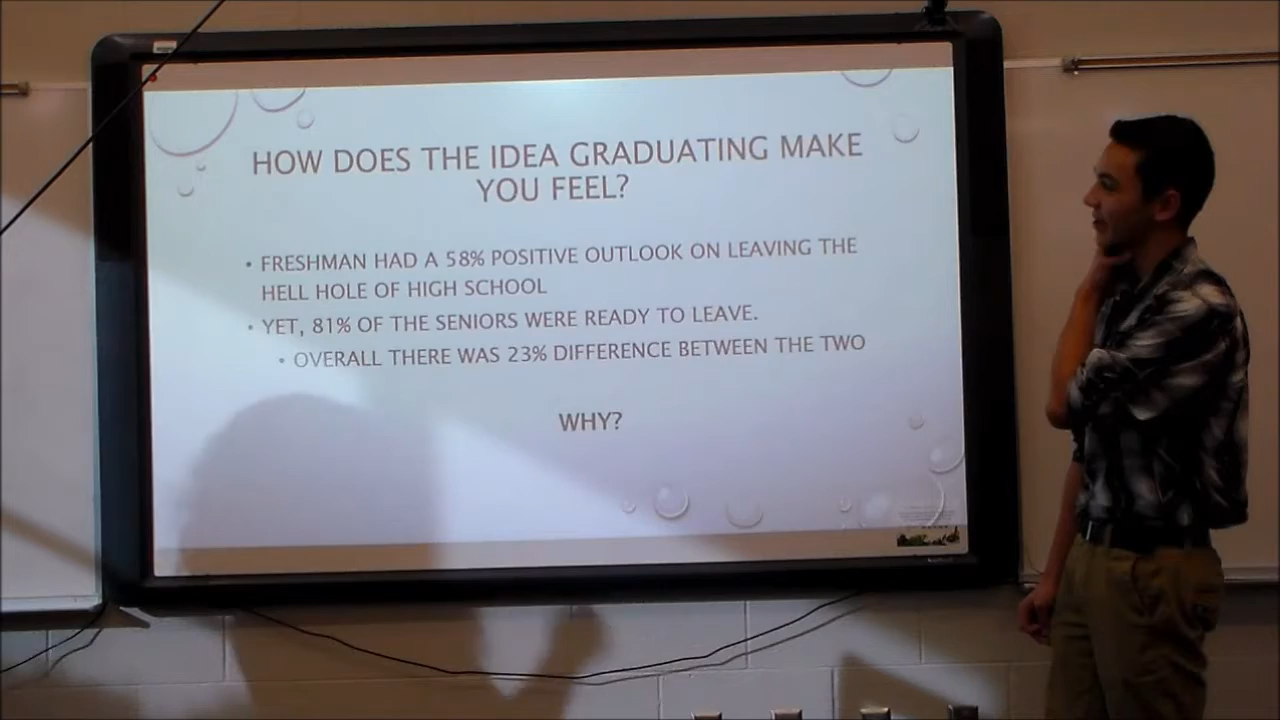 HOW DOES THE IDEA GRADUATING MAKE
YOU FEEL?
• FRESHMAN HAD A 58% POSITIVE OUTLOOK ON LEAVING THE
HELL HOLE OF HIGH SCHOOL
• YET, 81% OF THE SENIORS WERE READY TO LEAVE.
• OVERALL THERE WAS 23% DIFFERENCE BETWEEN THE TWO
WHY?